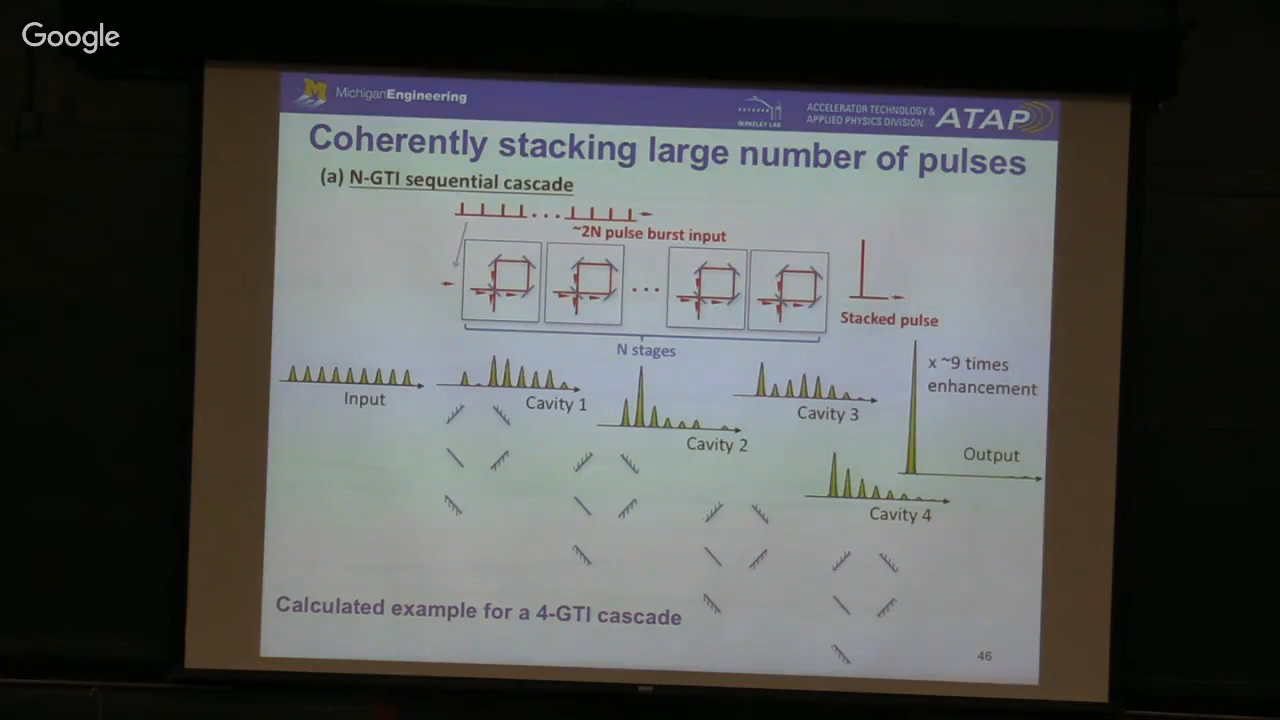 Google
MichiganEngineering
BERKELEY LAB
ACCELERATOR TECHNOLOGY &
APPLIED PHYSICS DIVISION
ATAP
Coherently stacking large number of pulses
(a) N-GTI sequential cascade
~2N pulse burst input
Stacked pulse
N stages
x ~9 times
enhancement
Input
Cavity 1
Cavity 2
Cavity 3
Output
Cavity 4
Calculated example for a 4-GTI cascade
46